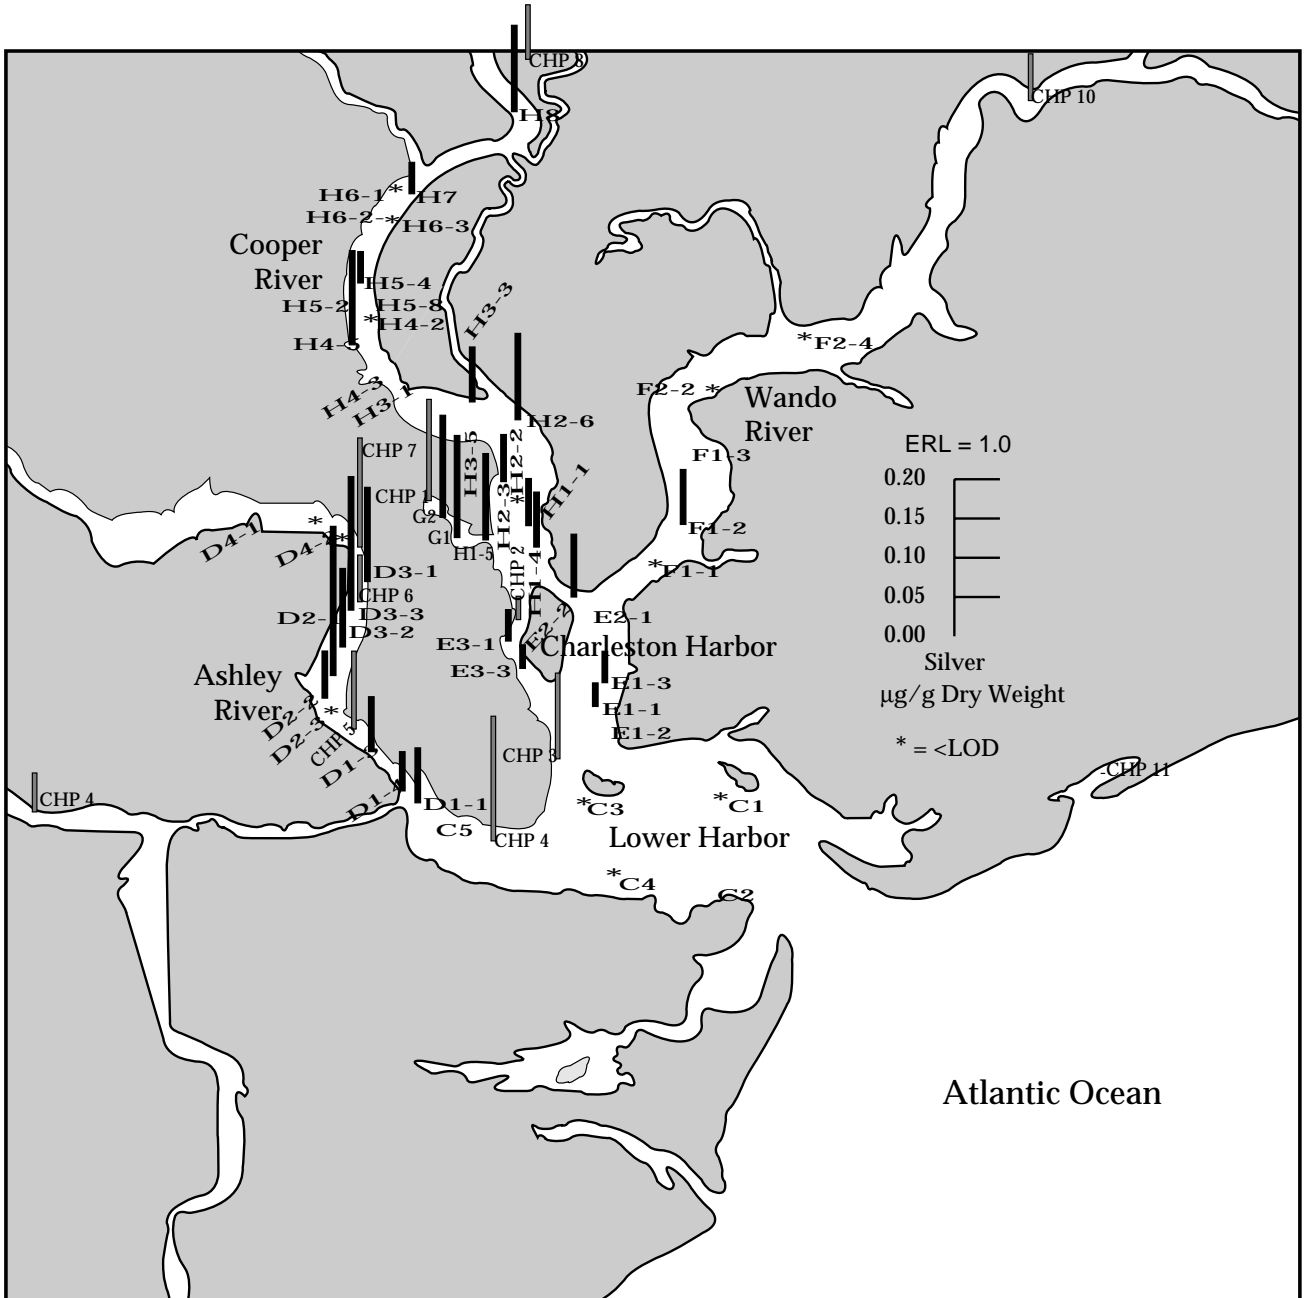 CHP 8
CHP 10
H8
H6-1
H7
H6-2
H6-3
Cooper
River
H5-4
H5-2
H5-8
H3-3
H4-2
H4-5
F2-4
H4-3
H3-1
F2-2
Wando
River
H2-6
ERL = 1.0
CHP 7
H3-5
H2-2
F1-3
0.20
CHP 1
H1-1
G2
H2-3
0.15
D4-1
D4-2
G1
F1-2
H1-5
0.10
D3-1
CHP 2
H1-4
F1-1
CHP 6
0.05
D3-3
D2-1
E2-1
D3-2
0.00
E3-1
E2-2
Charleston Harbor
Silver
E3-3
Ashley
River
E1-3
µg/g Dry Weight
D2-2
E1-1
D2-3
CHP 5
E1-2
* = <LOD
CHP 3
CHP 11
CHP 4
D1-4
D1-1
C3
C1
C5
CHP 4
Lower Harbor
C4
C2
Atlantic Ocean